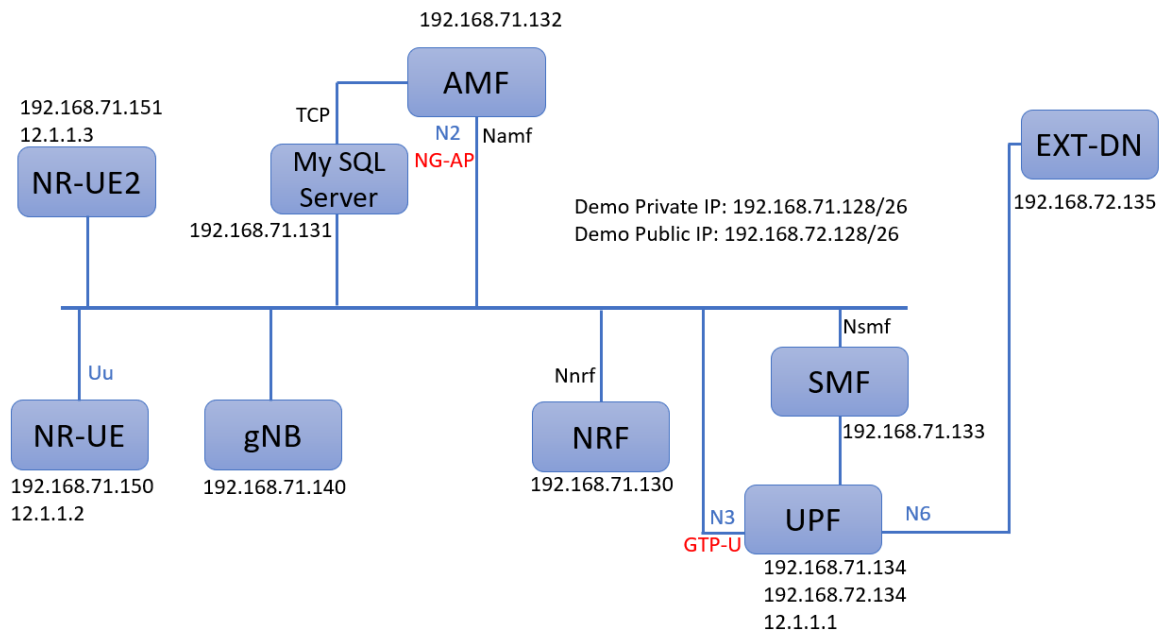 192.168.71.132
AMF
TCP
N2
Namf
NG-AP
192.168.71.151
12.1.1.3
NR-UE2
My SQL
Server
192.168.71.131
EXT-DN
192.168.72.135
Demo Private IP: 192.168.71.128/26
Demo Public IP: 192.168.72.128/26
Uu
NR-UE
192.168.71.150
12.1.1.2
gNB
192.168.71.140
Nnrf
NRF
192.168.71.130
Nsmf
SMF
192.168.71.133
N3
GTP-U
UPF
N6
192.168.71.134
192.168.72.134
12.1.1.1